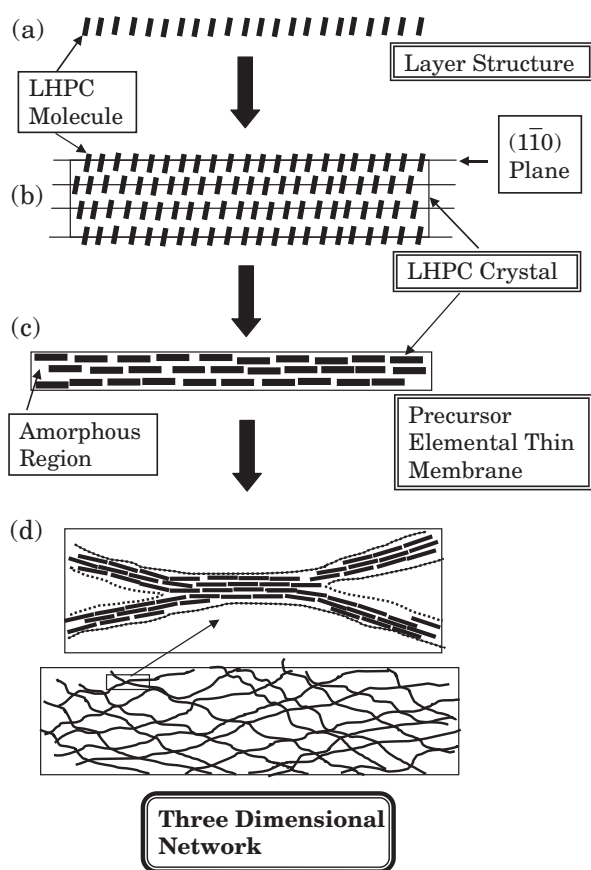 (a)
Layer Structure
LHPC
Molecule
(11̅0)
Plane
(b)
LHPC Crystal
(c)
Amorphous
Region
Precursor
Elemental Thin
Membrane
(d)
Three Dimensional
Network